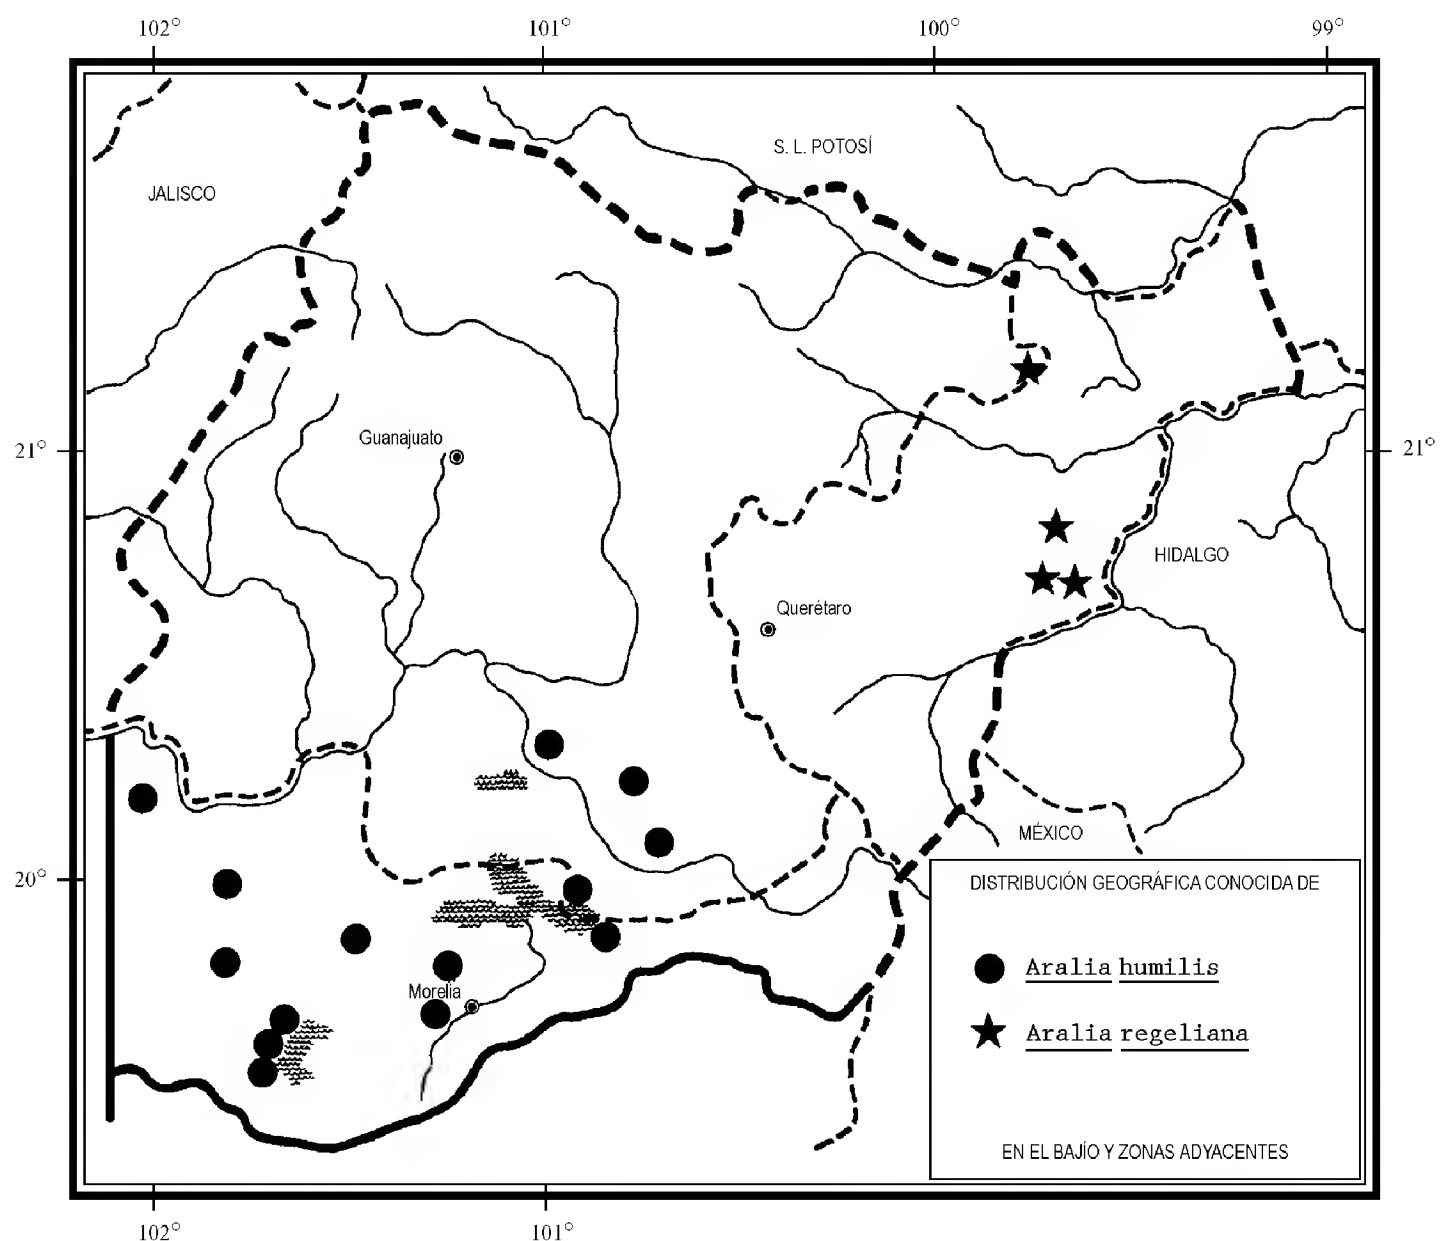 102° 101° 100° 99°
S. L. POTOSÍ
JALISCO
Guanajuato
21° 21°
HIDALGO
Querétaro
MÉXICO
20°
DISTRIBUCIÓN GEOGRÁFICA CONOCIDA DE
Aralia humilis
Morelia
Aralia regeliana
EN EL BAJÍO Y ZONAS ADYACENTES
102° 101°